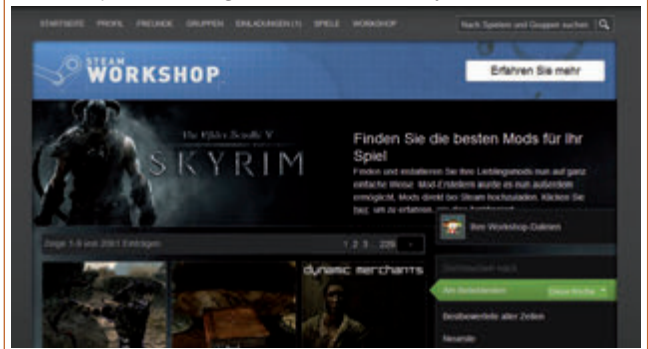 STARTSEITE PROFIL FREUNDE GRUPPEN EINLADUNGEN (1) SPIELE WORKSHOP
Nach Spielen und Gruppen suchen
STEAM
WORKSHOP
Erfahren Sie mehr
The Elder Scrolls V
SKYRIM
Finden Sie die besten Mods für Ihr
Spiel
Finden und installieren Sie Ihre Lieblingsmods nun auf ganz
einfache Weise. Mod-Erstellern wurde es nun außerdem
ermöglicht, Mods direkt bei Steam hochzuladen. Klicken Sie
hier, um zu erfahren,
Ihre Workshop-Dateien
Zeige 1-9 von 2061 Einträgen
1 2 3 ... 229 >
dynamic merchants
Am beliebtesten
Diese Woche
Bestbewertete aller Zeiten
Neueste